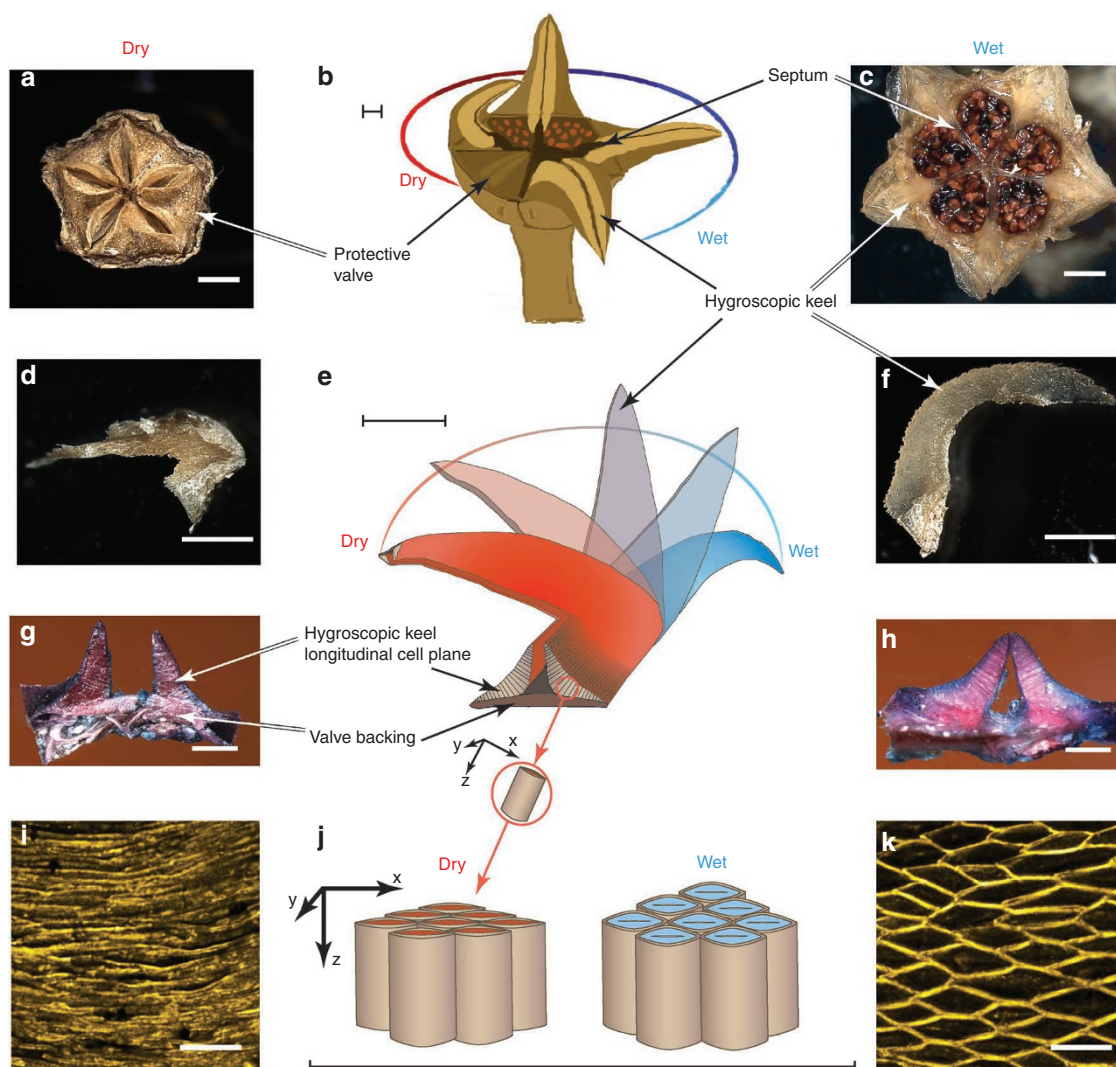 Dry
Wet
a
b
c
Septum
Dry
Wet
Protective
valve
Hygroscopic keel
d
e
f
Dry
Wet
g
Hygroscopic keel
longitudinal cell plane
h
Valve backing
y
x
z
i
j
Dry
Wet
k
x
y
z